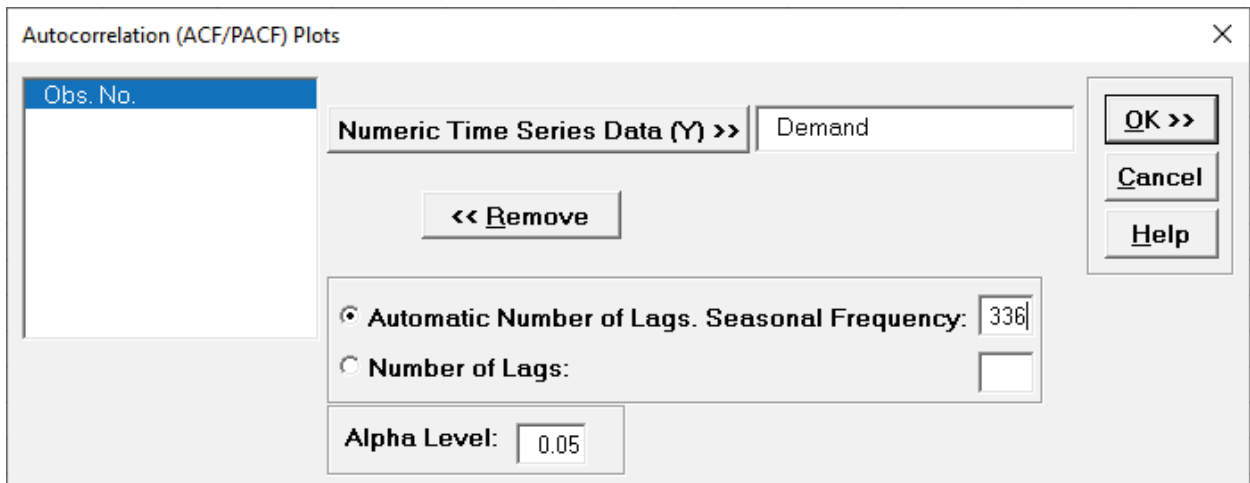 Autocorrelation (ACF/PACF) Plots
Obs. No.
Numeric Time Series Data (Y) >>
Demand
OK >>
Cancel
<< Remove
Help
Automatic Number of Lags. Seasonal Frequency: 336
Number of Lags:
Alpha Level: 0.05